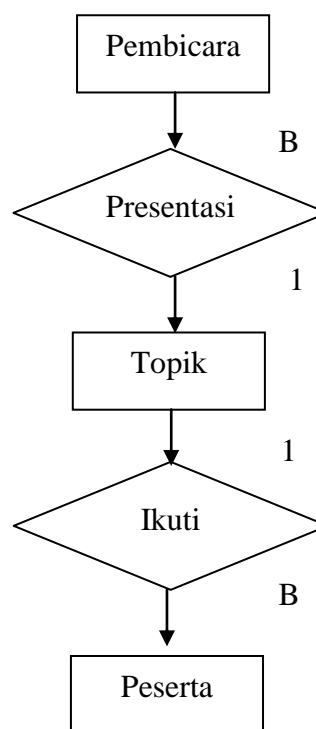 Pembicara
B
Presentasi
1
Topik
1
Ikuti
B
Peserta